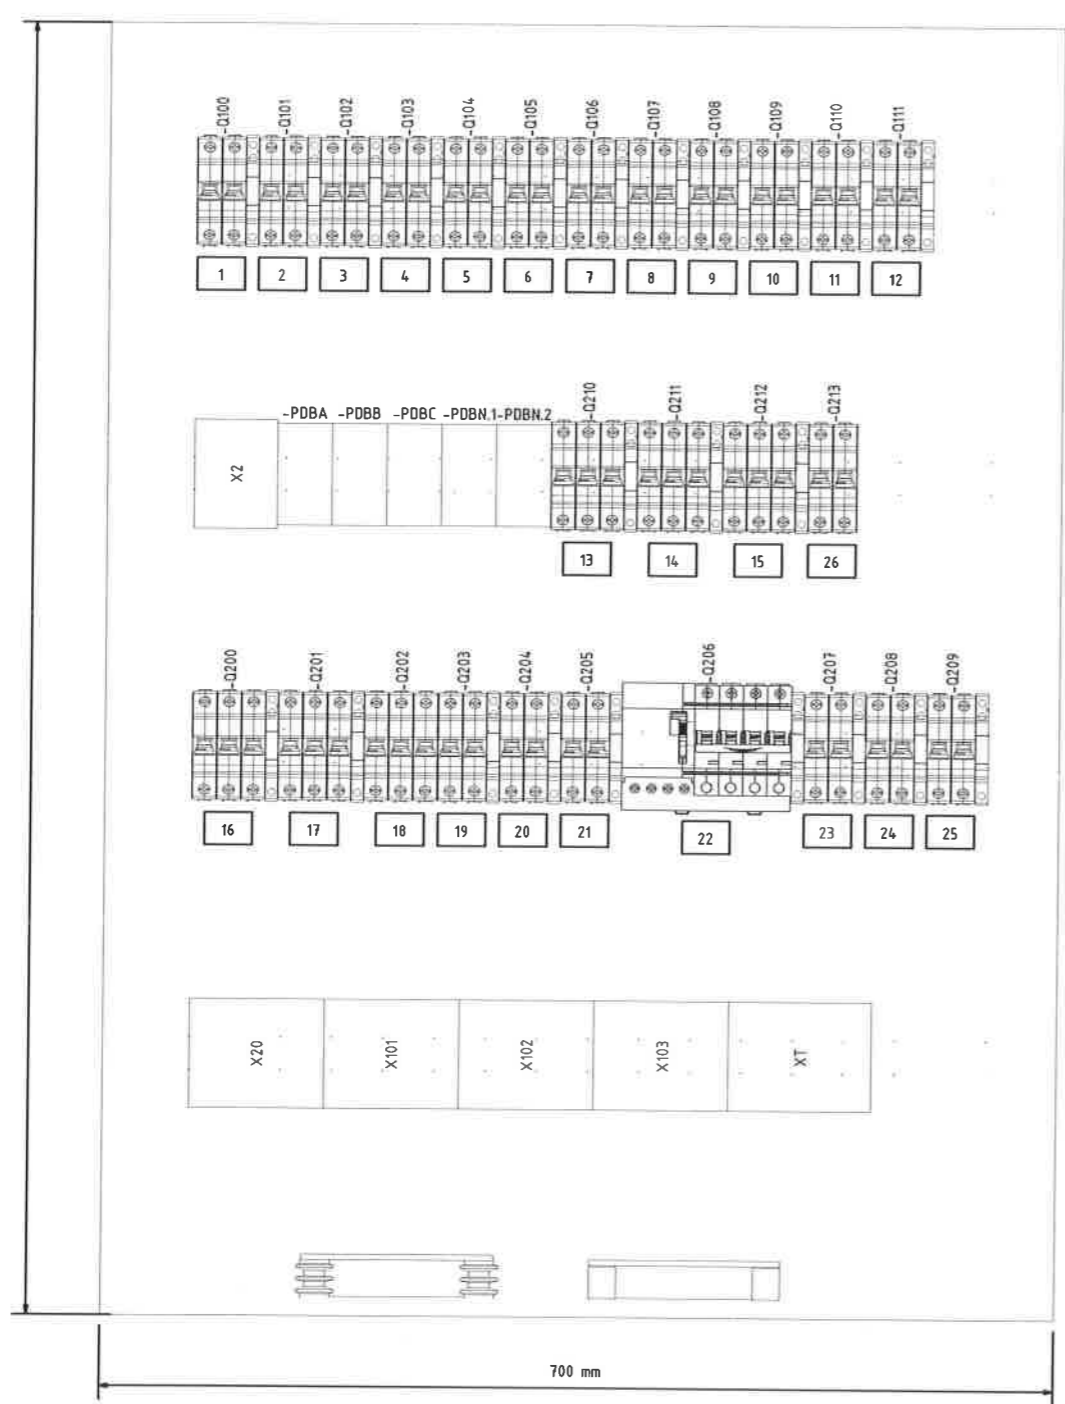 -Q100 -Q101 -Q102 -Q103 -Q104 -Q105 -Q106 -Q107 -Q108 -Q109 -Q110 -Q111
1 2 3 4 5 6 7 8 9 10 11 12
-Q210 -Q211 -Q212 -Q213
-PDBA -PDBB -PDBC -PDBN.1 -PDBN.2
X2
13 14 15 26
-Q200 -Q201 -Q202 -Q203 -Q204 -Q205 -Q206 -Q207 -Q208 -Q209
16 17 18 19 20 21 22 23 24 25
X20 X101 X102 X103 XT
700 mm